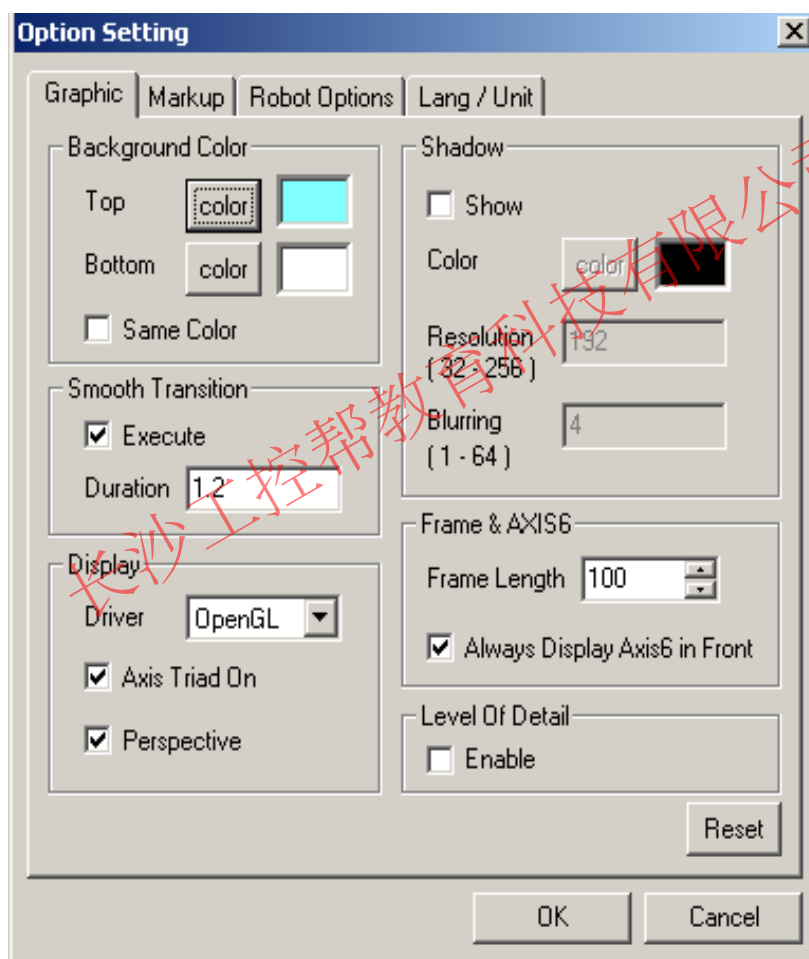 Option Setting
Graphic Markup Robot Options Lang / Unit
Background Color
Top color
Bottom color
Same Color
Smooth Transition
Execute
Duration 1.2
Display
Driver OpenGL
Axis Triad On
Perspective
Shadow
Show
Color color
Resolution 192
( 32 - 256 )
Blurring 4
( 1 - 64 )
Frame & AXIS6
Frame Length 100
Always Display Axis6 in Front
Level Of Detail
Enable
Reset
OK Cancel
长沙工控帮教育科技有限公司